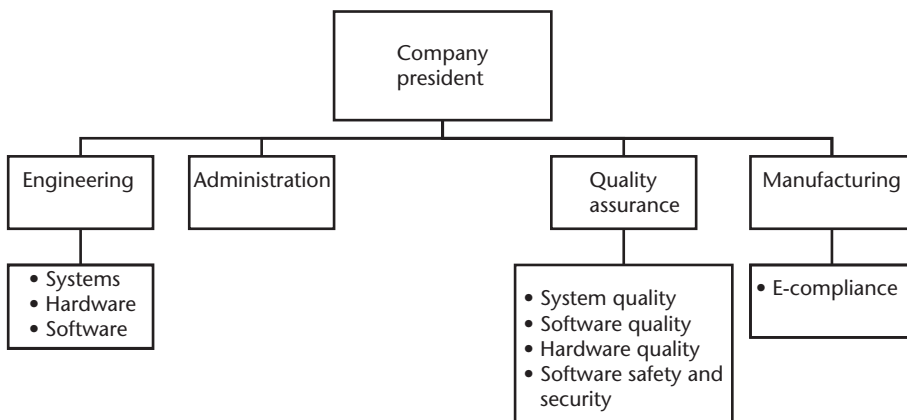 Company
president
Engineering
Administration
Quality
assurance
Manufacturing
• Systems
• Hardware
• Software
• System quality
• Software quality
• Hardware quality
• Software safety and
security
• E-compliance